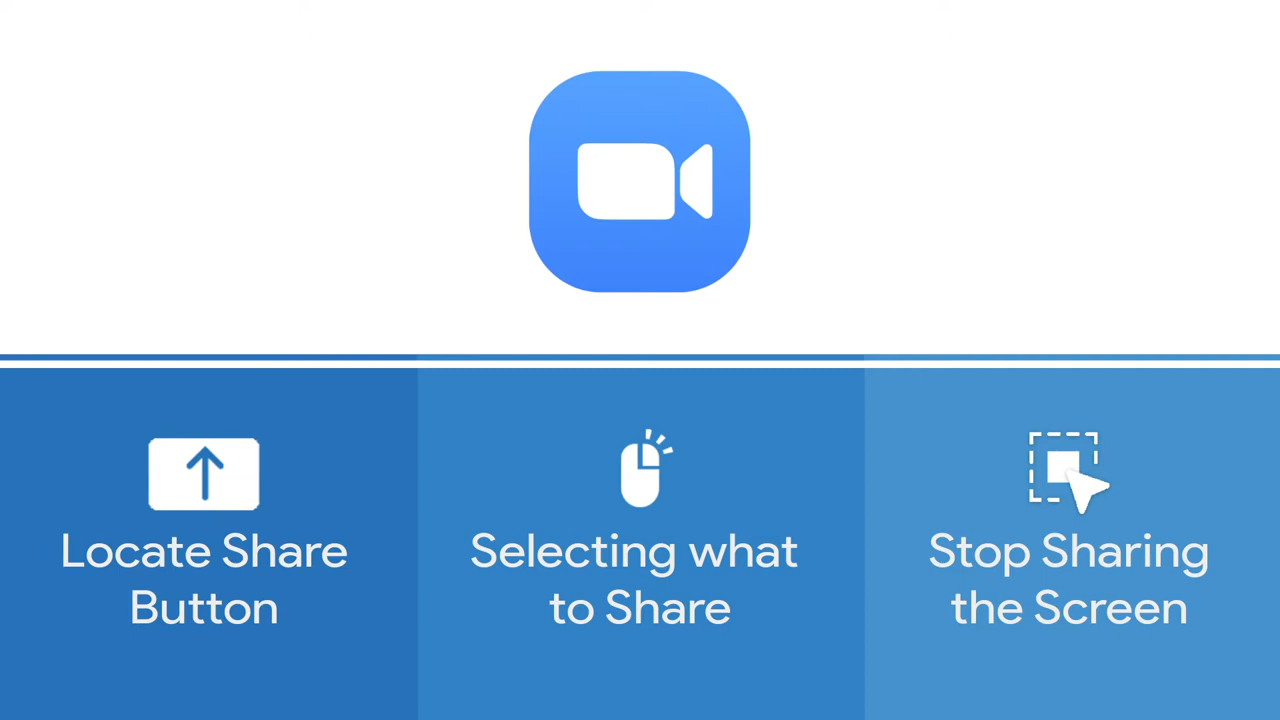 Locate Share
Button
Selecting what
to Share
Stop Sharing
the Screen